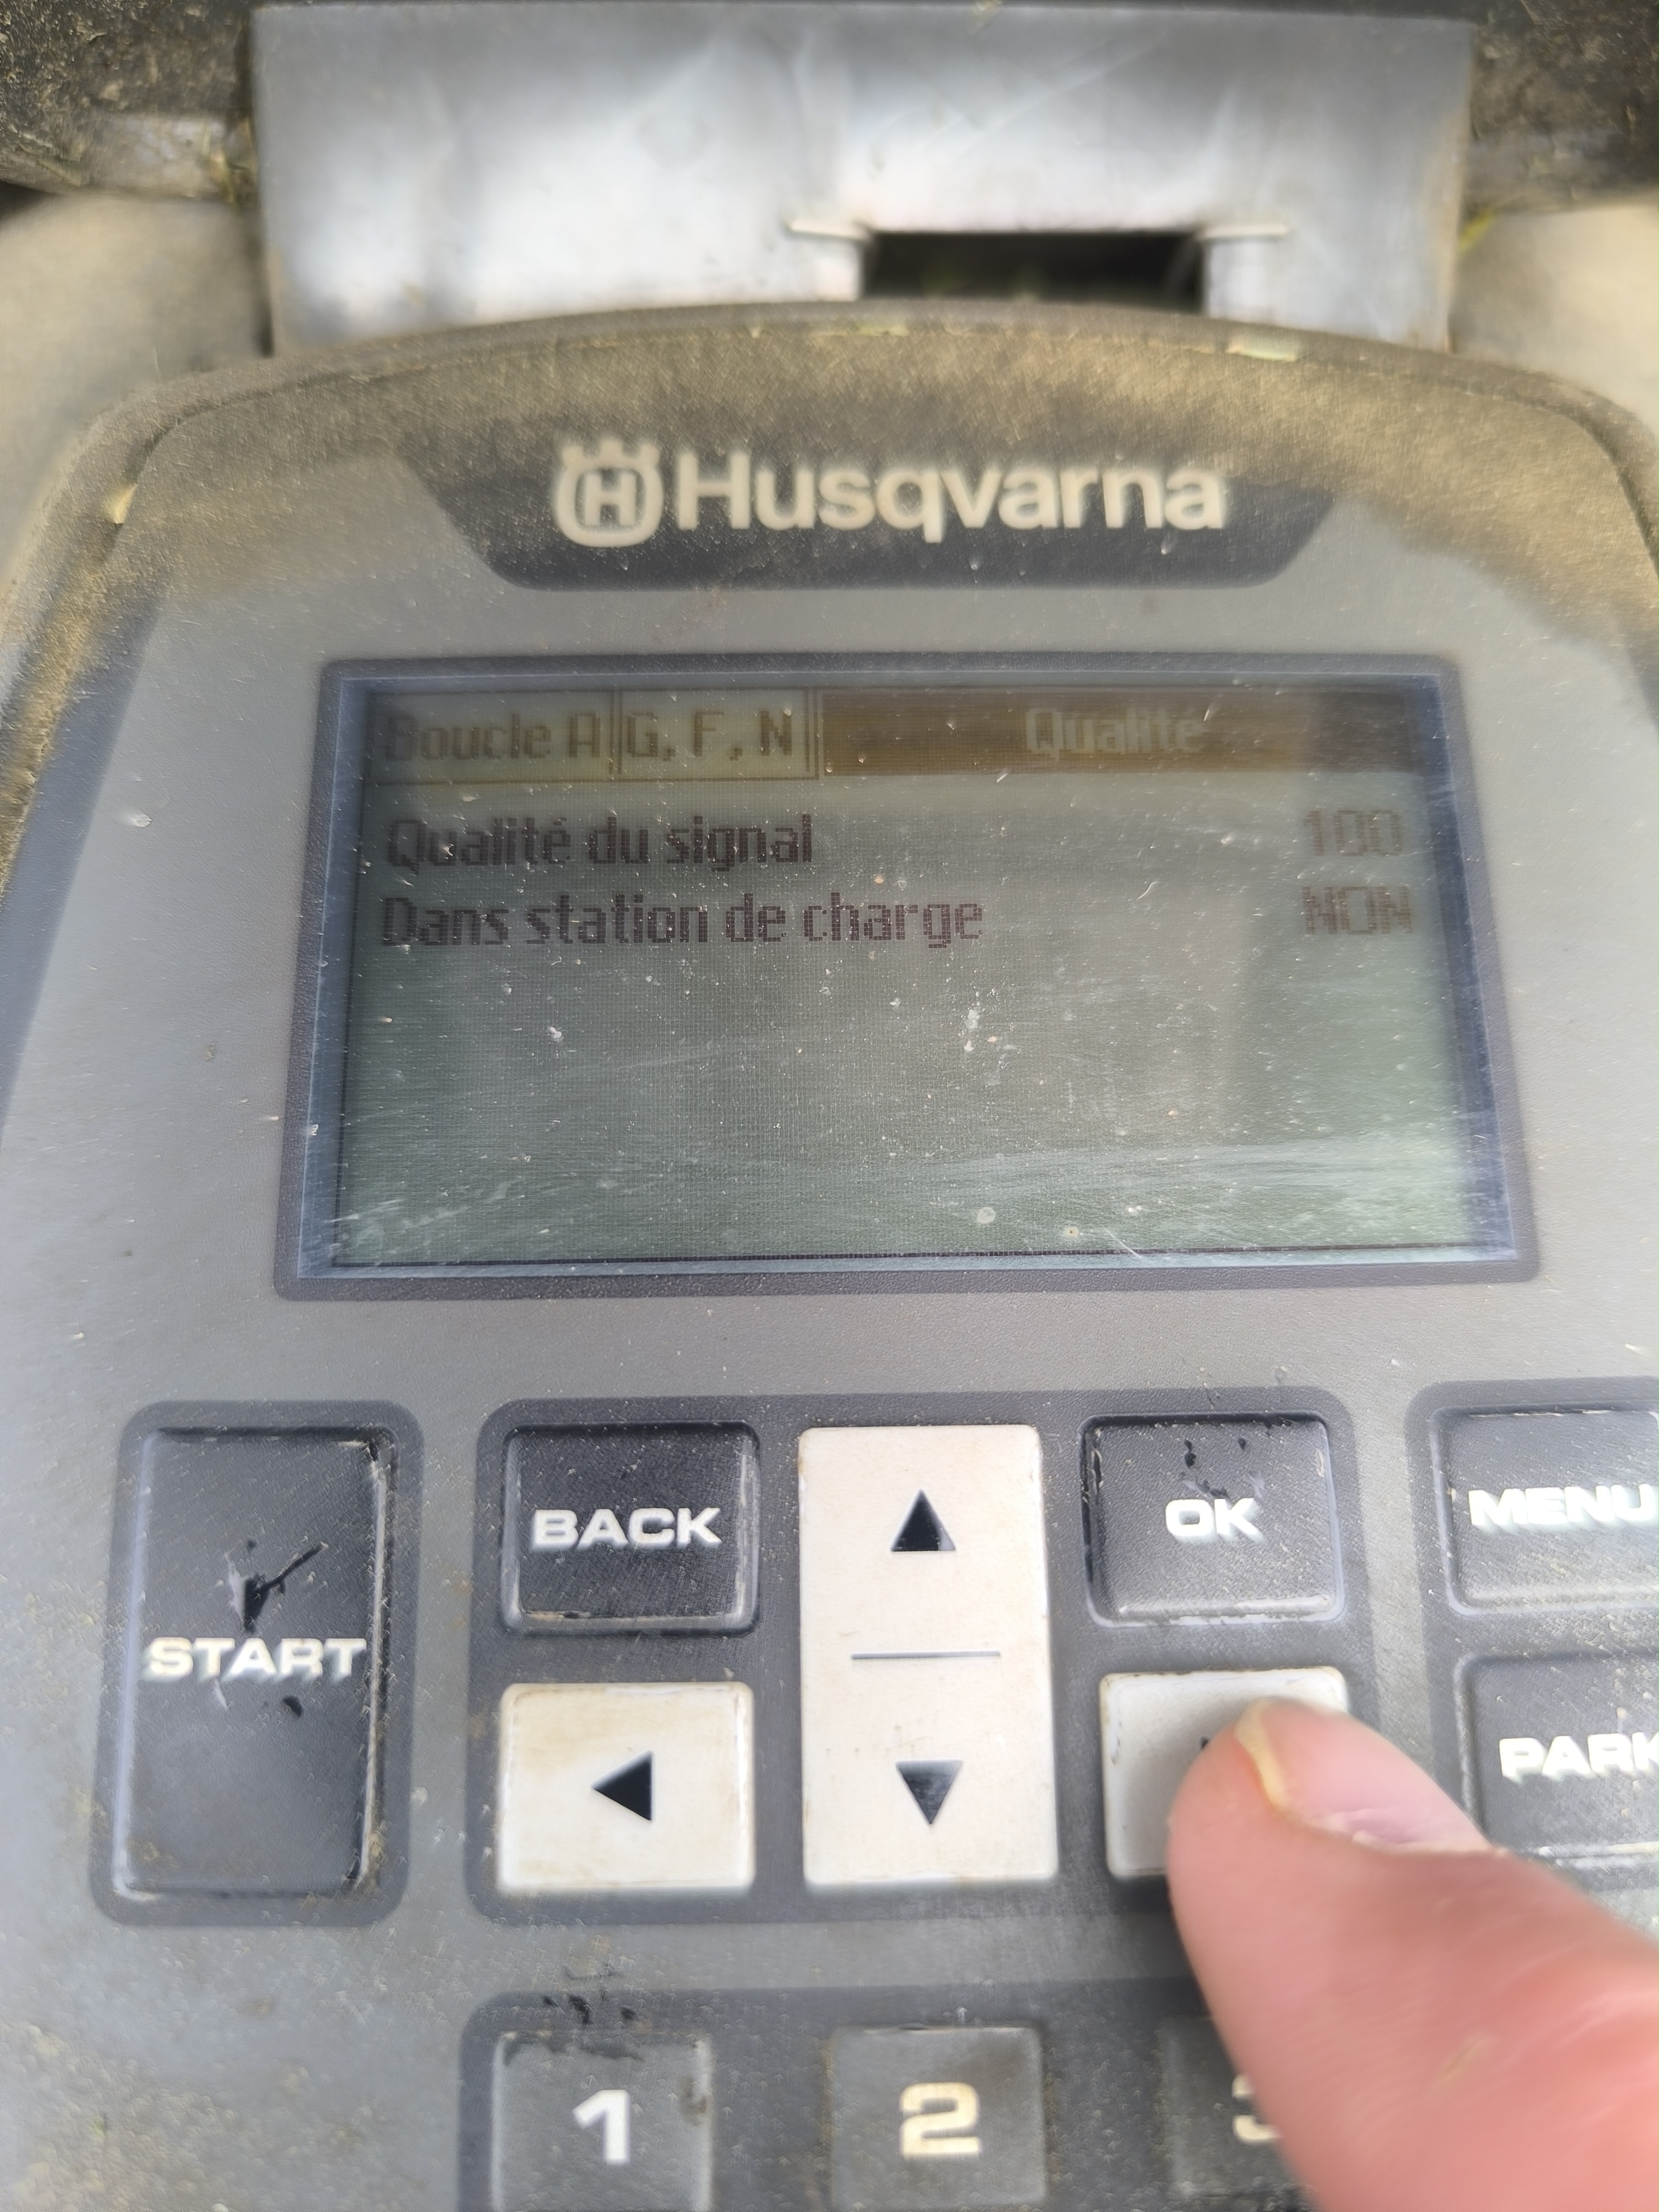 Husqvarna
Boucle A G, F, N Qualité
Qualité du signal 100
Dans station de charge NON
BACK OK MENU
START
PARK
1 2 3